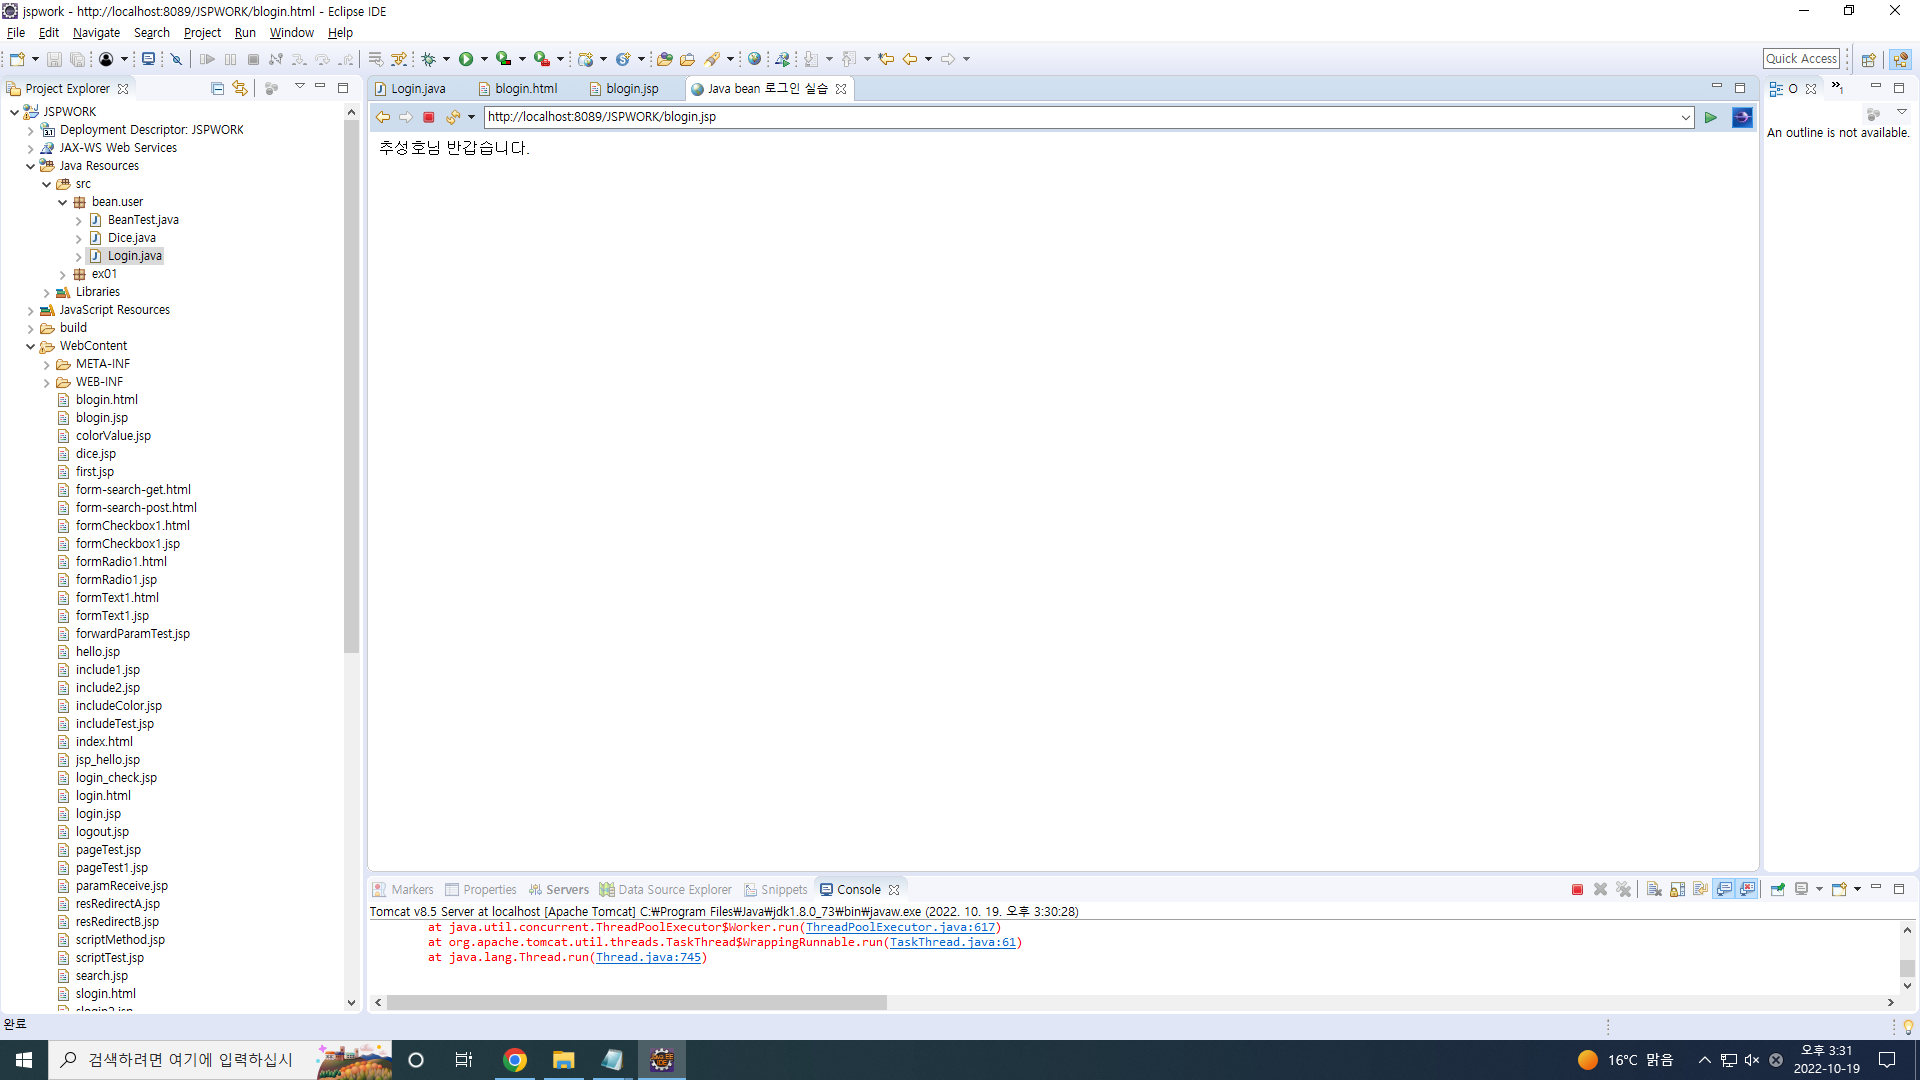 jspwork - http://localhost:8089/JSPWORK/blogin.html - Eclipse IDE
File Edit Navigate Search Project Run Window Help
Quick Access
Project Explorer
Login.java blogin.html blogin.jsp Java bean 로그인 실습
O
http://localhost:8089/JSPWORK/blogin.jsp
추성호님 반갑습니다.
An outline is not available.
JSPWORK
Deployment Descriptor: JSPWORK
JAX-WS Web Services
Java Resources
src
bean.user
BeanTest.java
Dice.java
Login.java
ex01
Libraries
JavaScript Resources
build
WebContent
META-INF
WEB-INF
blogin.html
blogin.jsp
colorValue.jsp
dice.jsp
first.jsp
form-search-get.html
form-search-post.html
formCheckbox1.html
formCheckbox1.jsp
formRadio1.html
formRadio1.jsp
formText1.html
formText1.jsp
forwardParamTest.jsp
hello.jsp
include1.jsp
include2.jsp
includeColor.jsp
includeTest.jsp
index.html
jsp_hello.jsp
login_check.jsp
login.html
login.jsp
logout.jsp
pageTest.jsp
pageTest1.jsp
paramReceive.jsp
resRedirectA.jsp
resRedirectB.jsp
scriptMethod.jsp
scriptTest.jsp
search.jsp
slogin.html
Markers Properties Servers Data Source Explorer Snippets Console
Tomcat v8.5 Server at localhost [Apache Tomcat] C:₩Program Files₩Java₩jdk1.8.0_73₩bin₩javaw.exe (2022. 10. 19. 오후 3:30:28)
at java.util.concurrent.ThreadPoolExecutor$Worker.run(ThreadPoolExecutor.java:617)
at org.apache.tomcat.util.threads.TaskThread$WrappingRunnable.run(TaskThread.java:61)
at java.lang.Thread.run(Thread.java:745)
완료
검색하려면 여기에 입력하십시
16°C 맑음
오후 3:31
2022-10-19